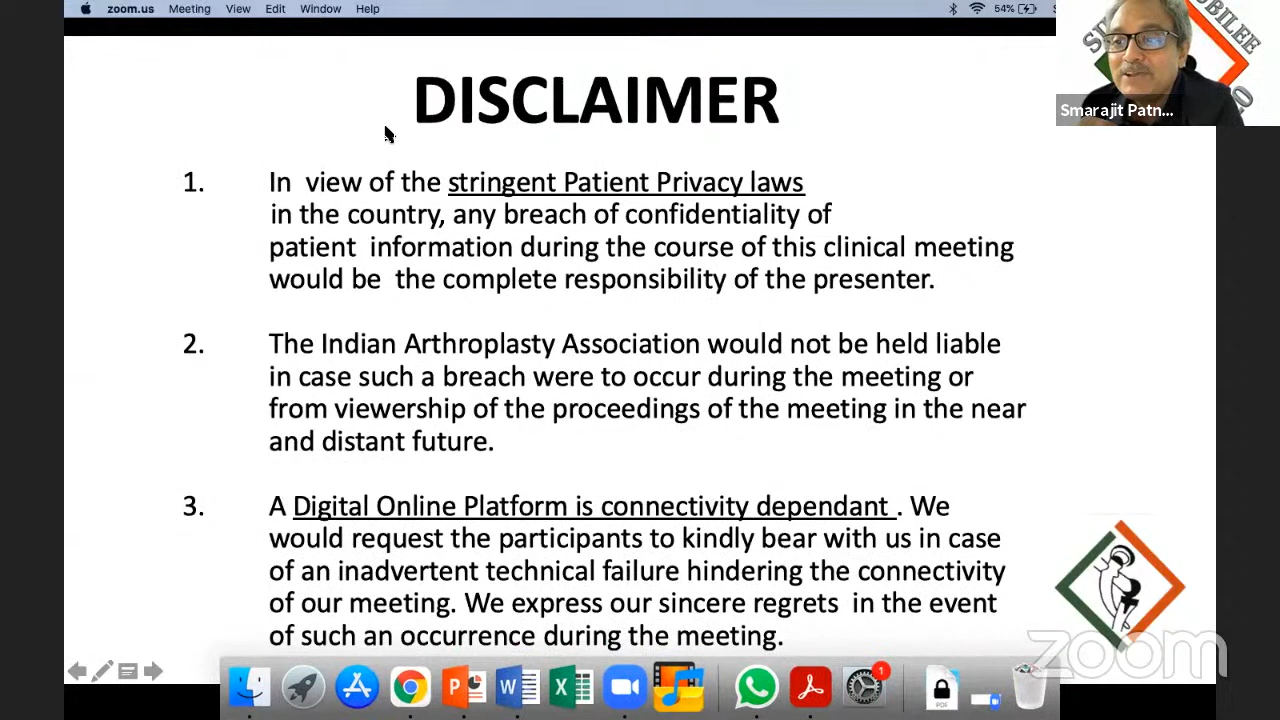 zoom.us Meeting View Edit Window Help 54%
DISCLAIMER
Smarajit Patn...
1. In view of the stringent Patient Privacy laws
in the country, any breach of confidentiality of
patient information during the course of this clinical meeting
would be the complete responsibility of the presenter.
2. The Indian Arthroplasty Association would not be held liable
in case such a breach were to occur during the meeting or
from viewership of the proceedings of the meeting in the near
and distant future.
3. A Digital Online Platform is connectivity dependant . We
would request the participants to kindly bear with us in case
of an inadvertent technical failure hindering the connectivity
of our meeting. We express our sincere regrets in the event
of such an occurrence during the meeting.
zoom
1
PDF